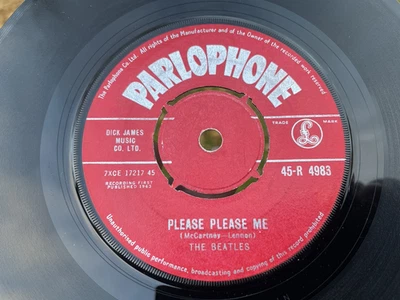 The Parlophone Co. Ltd. All rights of the Manufacturer and of the Owner of the recorded work reserved
PARLOPHONE
TRADE MARK
£
DICK JAMES
MUSIC
CO. LTD.
7XCE 17217 45
RECORDING FIRST
PUBLISHED 1963
45-R 4983
PLEASE PLEASE ME
(McCartney—Lennon)
THE BEATLES
Unauthorised public performance, broadcasting and copying of this record prohibited